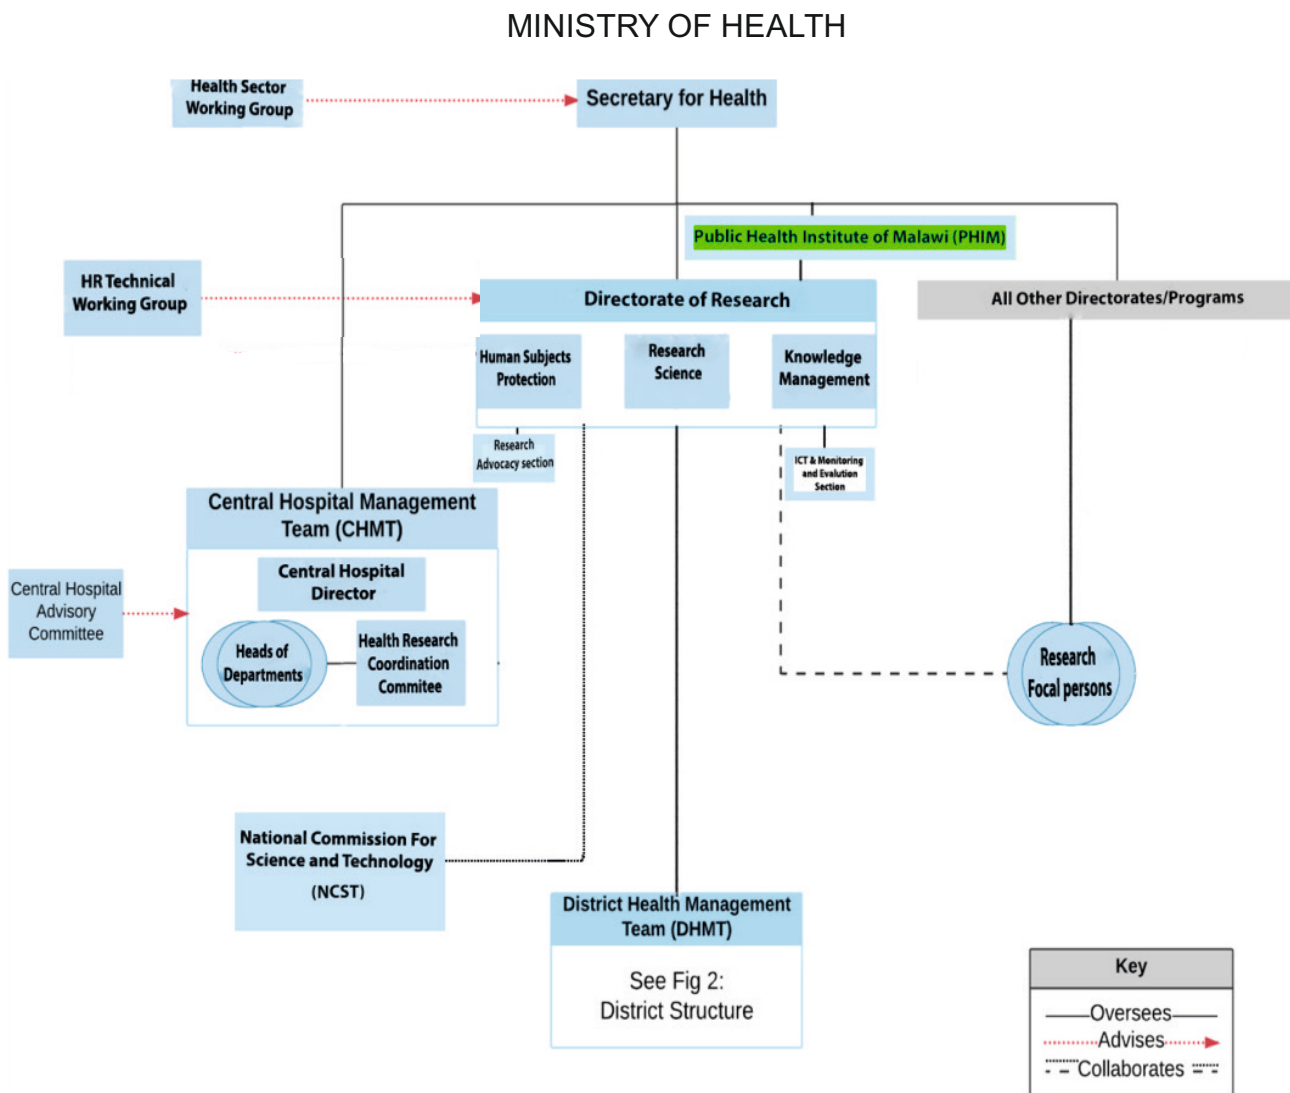 MINISTRY OF HEALTH
Health Sector
Working Group
Secretary for Health
Public Health Institute of Malawi (PHIM)
HR Technical
Working Group
Directorate of Research
All Other Directorates/Programs
Human Subjects
Protection
Research
Science
Knowledge
Management
Research
Advocacy section
ICT & Monitoring
and Evalution
Section
Central Hospital Management
Team (CHMT)
Central Hospital
Director
Central Hospital
Advisory
Committee
Heads of
Departments
Health Research
Coordination
Commitee
Research
Focal persons
National Commission For
Science and Technology
(NCST)
District Health Management
Team (DHMT)
See Fig 2:
District Structure
Key
Oversees
Advises
Collaborates